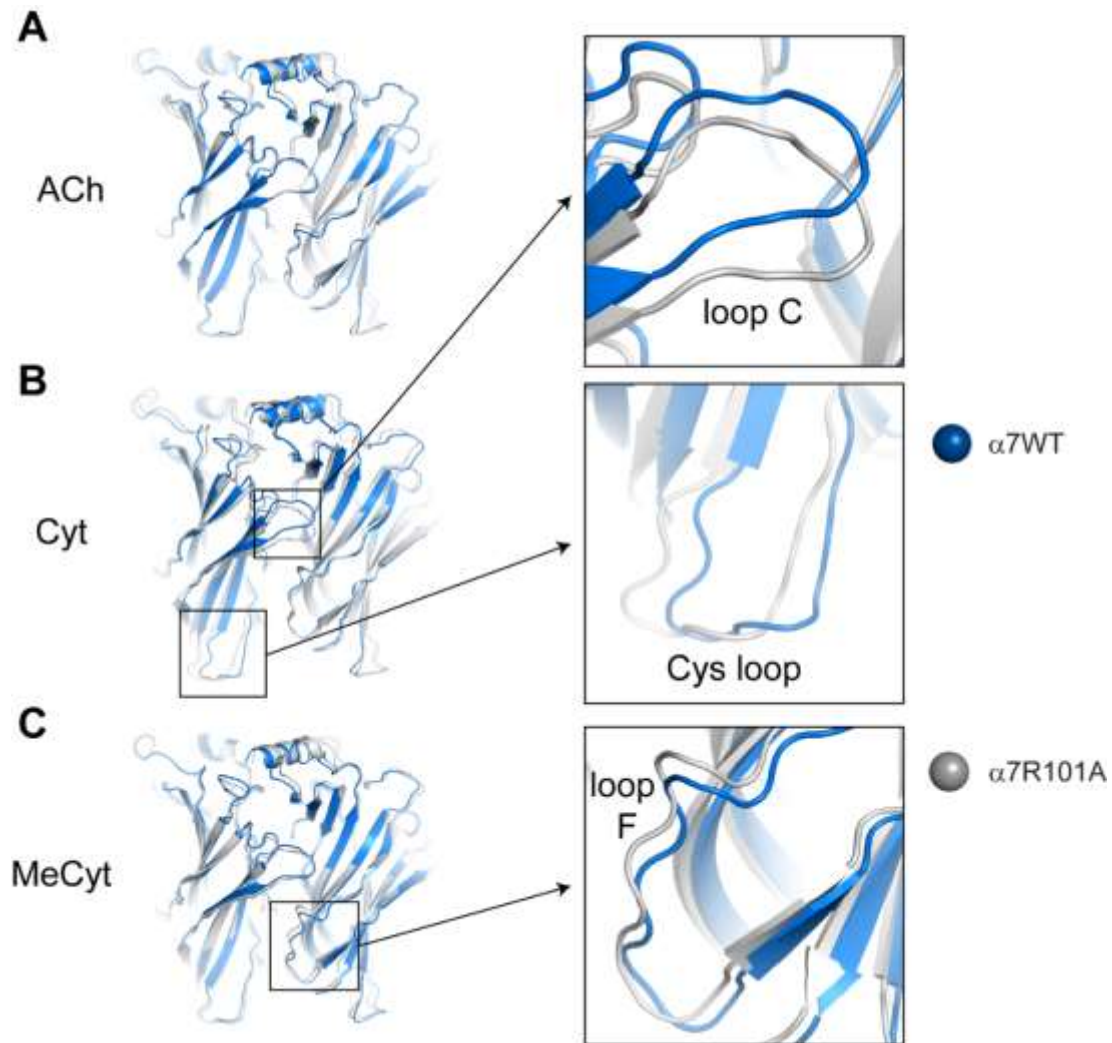 A
ACh
loop C
B
Cyt
Cys loop
α7WT
C
MeCyt
loop
F
α7R101A